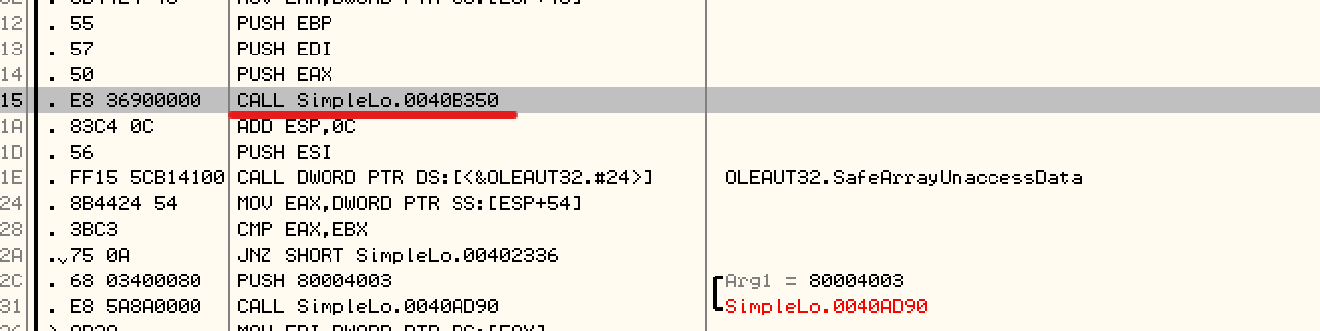 12 . 55 PUSH EBP
13 . 57 PUSH EDI
14 . 50 PUSH EAX
15 . E8 36900000 CALL SimpleLo.0040B350
1A . 83C4 0C ADD ESP,0C
1D . 56 PUSH ESI
1E . FF15 5CB14100 CALL DWORD PTR DS:[<&OLEAUT32.#24>] OLEAUT32.SafeArrayUnaccessData
24 . 8B4424 54 MOV EAX,DWORD PTR SS:[ESP+54]
28 . 3BC3 CMP EAX,EBX
2A .⌄75 0A JNZ SHORT SimpleLo.00402336
2C . 68 03400080 PUSH 80004003 Arg1 = 80004003
31 . E8 5A8A0000 CALL SimpleLo.0040AD90 SimpleLo.0040AD90